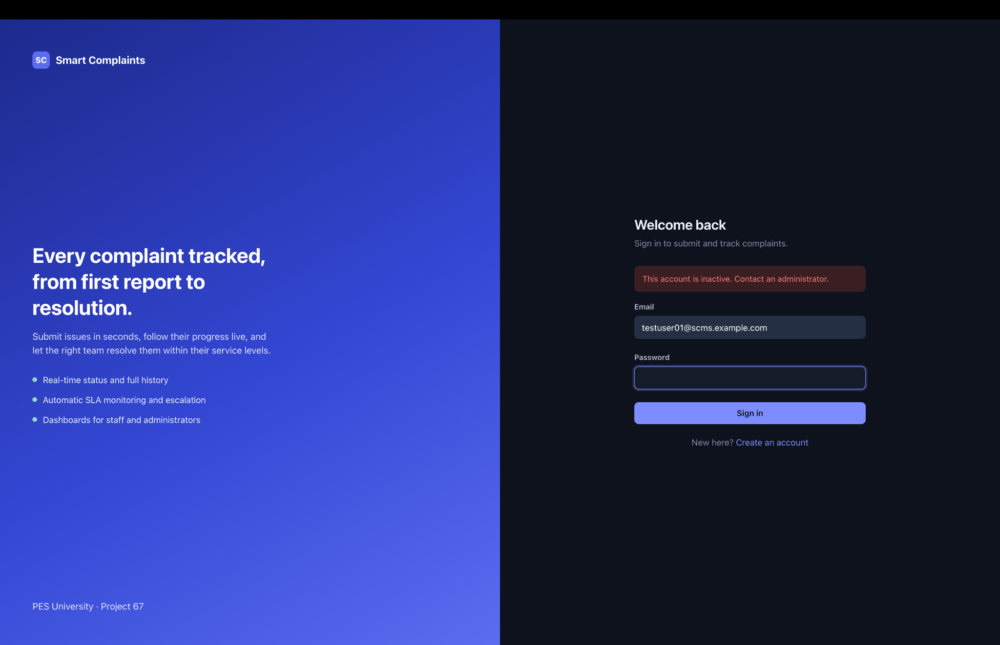 SC Smart Complaints
Every complaint tracked,
from first report to
resolution.
Submit issues in seconds, follow their progress live, and
let the right team resolve them within their service levels.
Real-time status and full history
Automatic SLA monitoring and escalation
Dashboards for staff and administrators
PES University · Project 67
Welcome back
Sign in to submit and track complaints.
This account is inactive. Contact an administrator.
Email
testuser01@scms.example.com
Password
Sign in
New here? Create an account